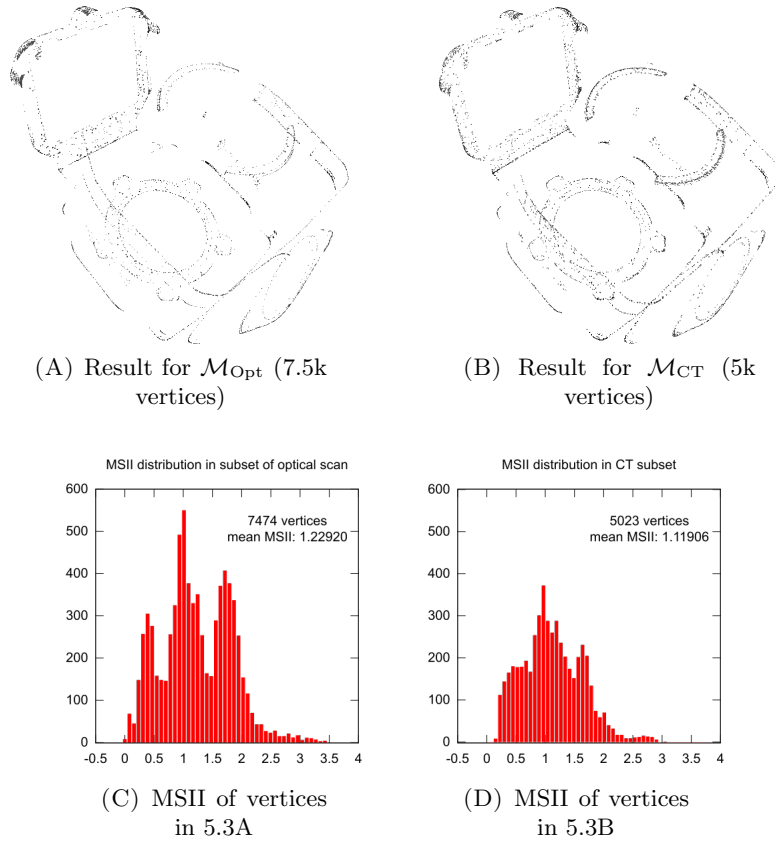 (A) Result for M_Opt (7.5k
vertices)
(B) Result for M_CT (5k
vertices)
MSII distribution in subset of optical scan
600
500
400
300
200
100
0
7474 vertices
mean MSII: 1.22920
-0.5 0 0.5 1 1.5 2 2.5 3 3.5 4
(C) MSII of vertices
in 5.3A
MSII distribution in CT subset
600
500
400
300
200
100
0
5023 vertices
mean MSII: 1.11906
-0.5 0 0.5 1 1.5 2 2.5 3 3.5 4
(D) MSII of vertices
in 5.3B